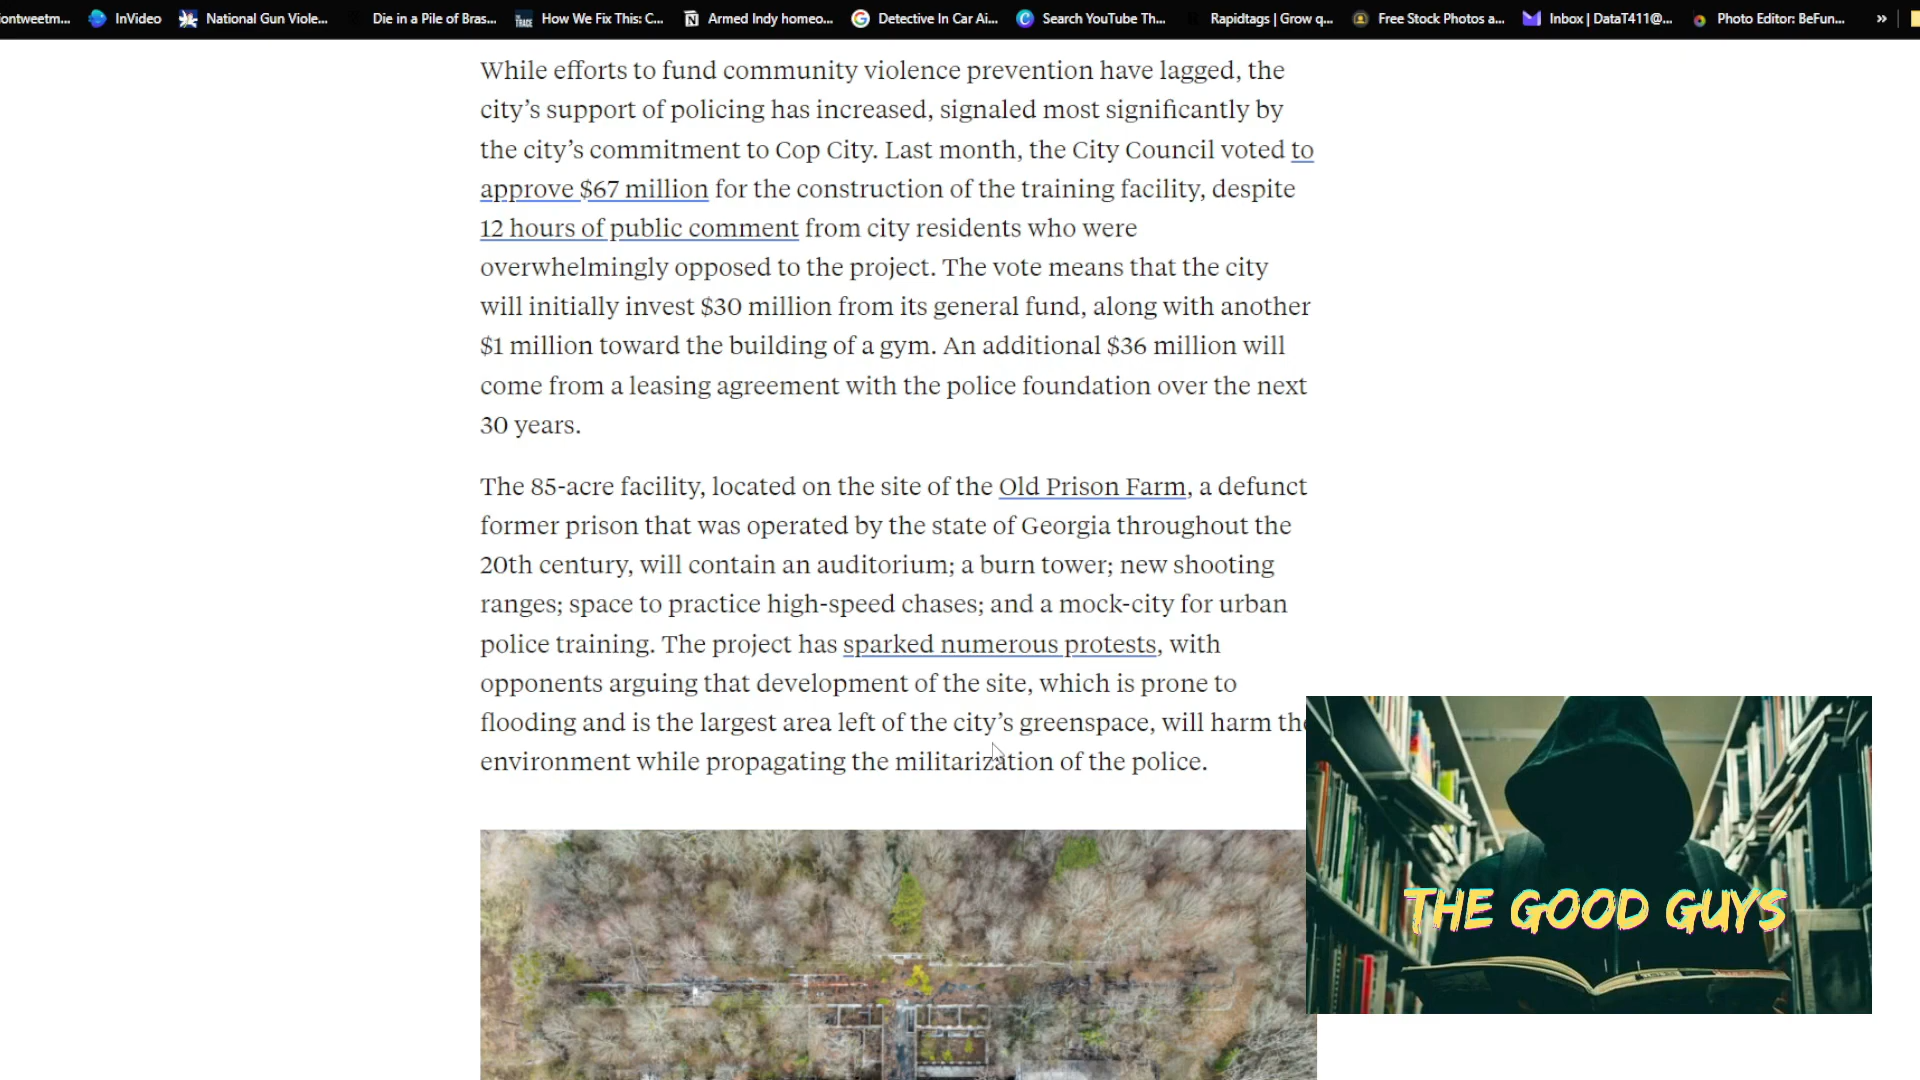 iontweetm...
InVideo
National Gun Viole...
Die in a Pile of Bras...
THE TRACE
How We Fix This: C...
Armed Indy homeo...
Detective In Car Ai...
Search YouTube Th...
Rapidtags | Grow q...
Free Stock Photos a...
Inbox | DataT411@...
Photo Editor: BeFun...
»
While efforts to fund community violence prevention have lagged, the
city’s support of policing has increased, signaled most significantly by
the city’s commitment to Cop City. Last month, the City Council voted to
approve $67 million for the construction of the training facility, despite
12 hours of public comment from city residents who were
overwhelmingly opposed to the project. The vote means that the city
will initially invest $30 million from its general fund, along with another
$1 million toward the building of a gym. An additional $36 million will
come from a leasing agreement with the police foundation over the next
30 years.
The 85-acre facility, located on the site of the Old Prison Farm, a defunct
former prison that was operated by the state of Georgia throughout the
20th century, will contain an auditorium; a burn tower; new shooting
ranges; space to practice high-speed chases; and a mock-city for urban
police training. The project has sparked numerous protests, with
opponents arguing that development of the site, which is prone to
flooding and is the largest area left of the city’s greenspace, will harm the
environment while propagating the militarization of the police.
THE GOOD GUYS